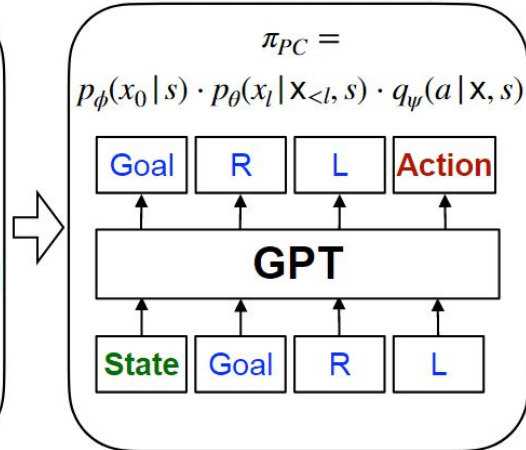 π_PC =
p_ϕ(x_0|s) · p_θ(x_l|x_{<l}, s) · q_ψ(a|x, s)
Goal R L Action
GPT
State Goal R L